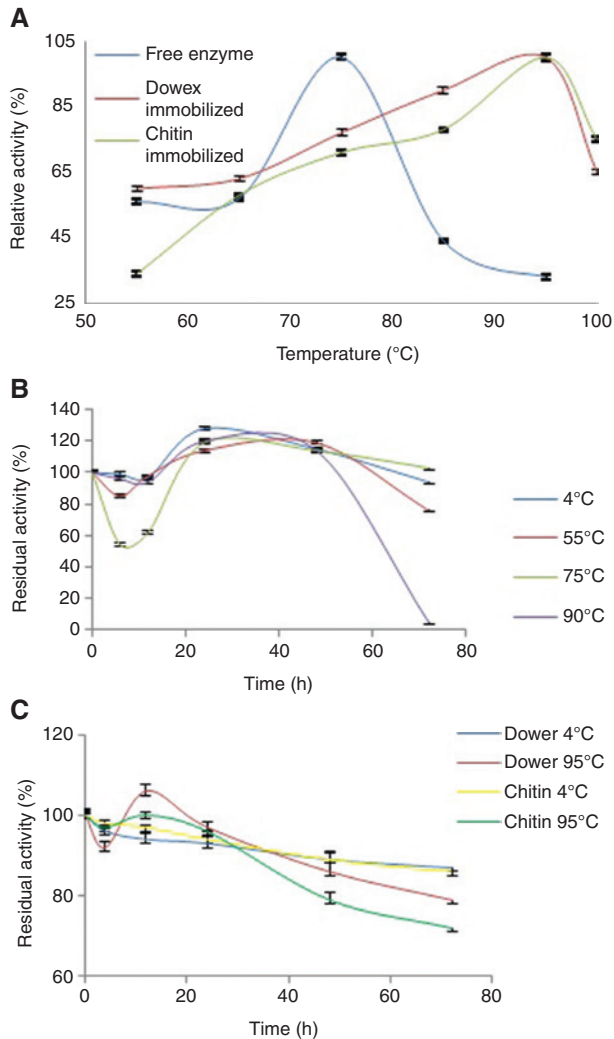 A
Relative activity (%)
105
85
65
45
25
Free enzyme
Dowex
immobilized
Chitin
immobilized
50 60 70 80 90 100
Temperature (°C)
B
Residual activity (%)
140
120
100
80
60
40
20
0
0 20 40 60 80
Time (h)
4°C
55°C
75°C
90°C
C
Residual activity (%)
120
100
80
60
0 20 40 60 80
Time (h)
Dower 4°C
Dower 95°C
Chitin 4°C
Chitin 95°C